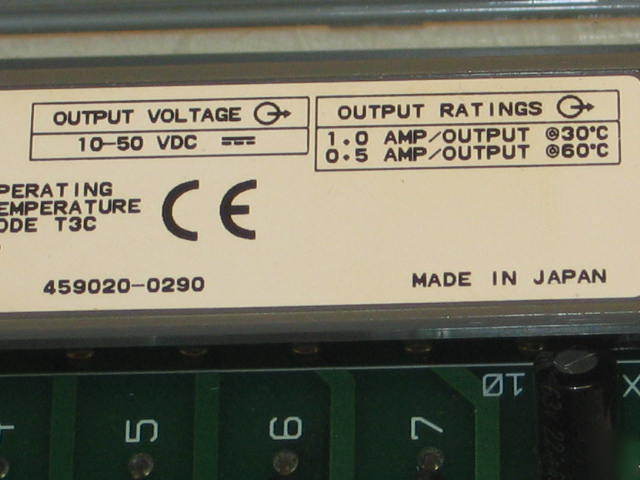 OUTPUT VOLTAGE
10-50 VDC
OUTPUT RATINGS
1.0 AMP/OUTPUT @30°C
0.5 AMP/OUTPUT @60°C
PERATING
EMPERATURE
ODE T3C
CE
459020-0290
MADE IN JAPAN
10
X
5
6
7